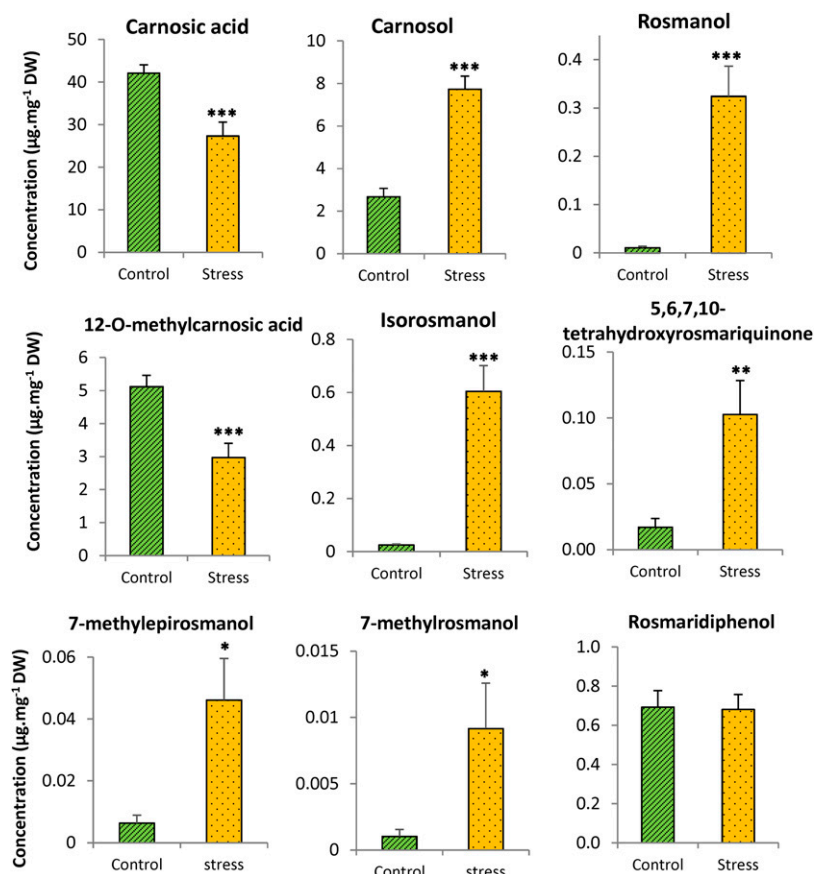 Carnosic acid
Concentration (µg.mg⁻¹ DW)
50
40
30
20
10
0
***
Control
Stress
Carnosol
8
6
4
2
0
***
Control
Stress
Rosmanol
0.4
0.3
0.2
0.1
0
***
Control
Stress
12-O-methylcarnosic acid
Concentration (µg.mg⁻¹ DW)
6
5
4
3
2
1
0
***
Control
Stress
Isorosmanol
0.8
0.6
0.4
0.2
0
***
Control
Stress
5,6,7,10-
tetrahydroxyrosmariquinone
0.15
0.10
0.05
0.00
**
Control
Stress
7-methylepirosmanol
Concentration (µg.mg⁻¹ DW)
0.06
0.04
0.02
0
*
Control
stress
7-methylrosmanol
0.015
0.01
0.005
0
*
Control
stress
Rosmaridiphenol
1.0
0.8
0.6
0.4
0.2
0.0
Control
Stress